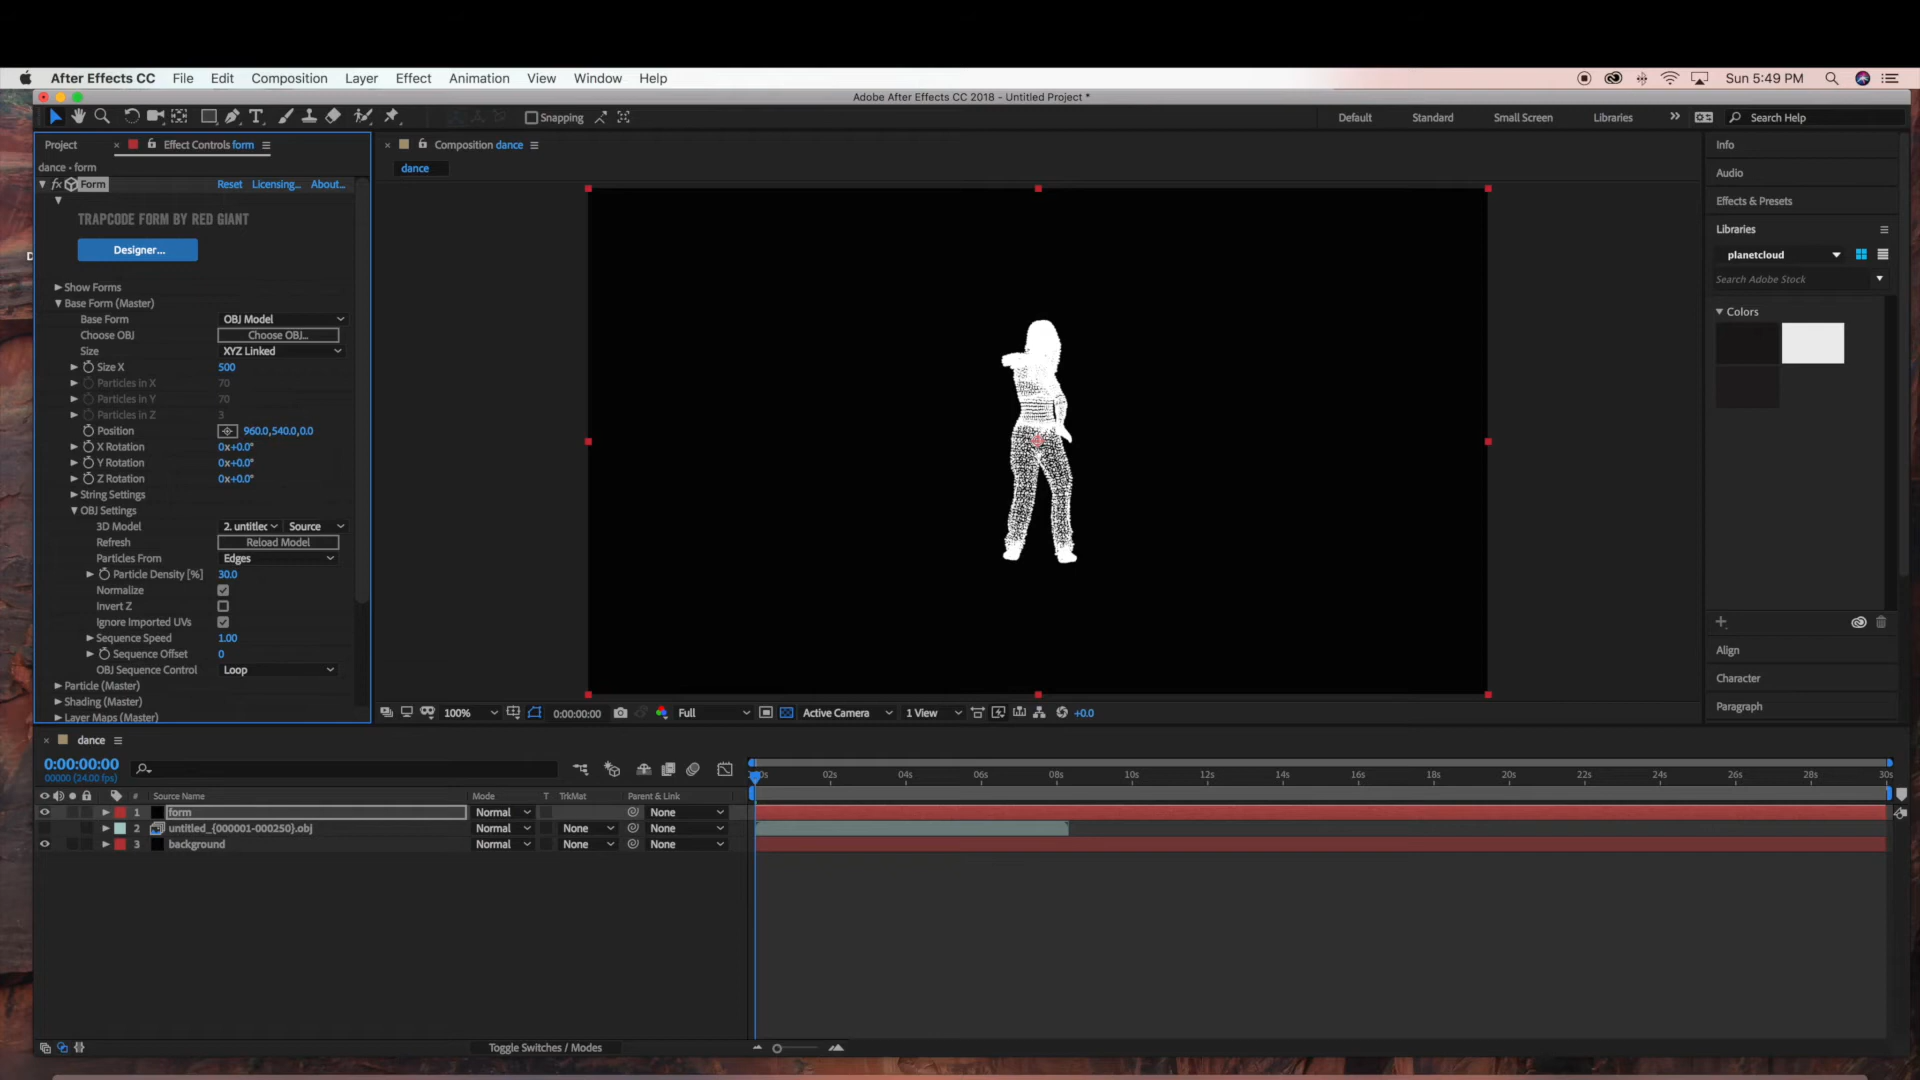 After Effects CC File Edit Composition Layer Effect Animation View Window Help Sun 5:49 PM
Adobe After Effects CC 2018 - Untitled Project *
Snapping Default Standard Small Screen Libraries Search Help
Project Effect Controls form
dance • form
fx Form Reset Licensing... About...
TRAPCODE FORM BY RED GIANT
Designer...
Show Forms
Base Form (Master)
Base Form OBJ Model
Choose OBJ Choose OBJ...
Size XYZ Linked
Size X 500
Particles in X 70
Particles in Y 70
Particles in Z 3
Position 960.0,540.0,0.0
X Rotation 0x+0.0°
Y Rotation 0x+0.0°
Z Rotation 0x+0.0°
String Settings
OBJ Settings
3D Model 2. untitlec Source
Refresh Reload Model
Particles From Edges
Particle Density [%] 30.0
Normalize
Invert Z
Ignore Imported UVs
Sequence Speed 1.00
Sequence Offset 0
OBJ Sequence Control Loop
Particle (Master)
Shading (Master)
Layer Maps (Master)
Composition dance
dance
100% 0:00:00:00 Full Active Camera 1 View +0.0
Info
Audio
Effects & Presets
Libraries
planetcloud
Search Adobe Stock
Colors
Align
Character
Paragraph
dance
0:00:00:00
00000 (24.00 fps)
02s 04s 06s 08s 10s 12s 14s 16s 18s 20s 22s 24s 26s 28s 30s
# Source Name Mode T TrkMat Parent & Link
1 form Normal None
2 untitled_{000001-000250}.obj Normal None None
3 background Normal None None
Toggle Switches / Modes